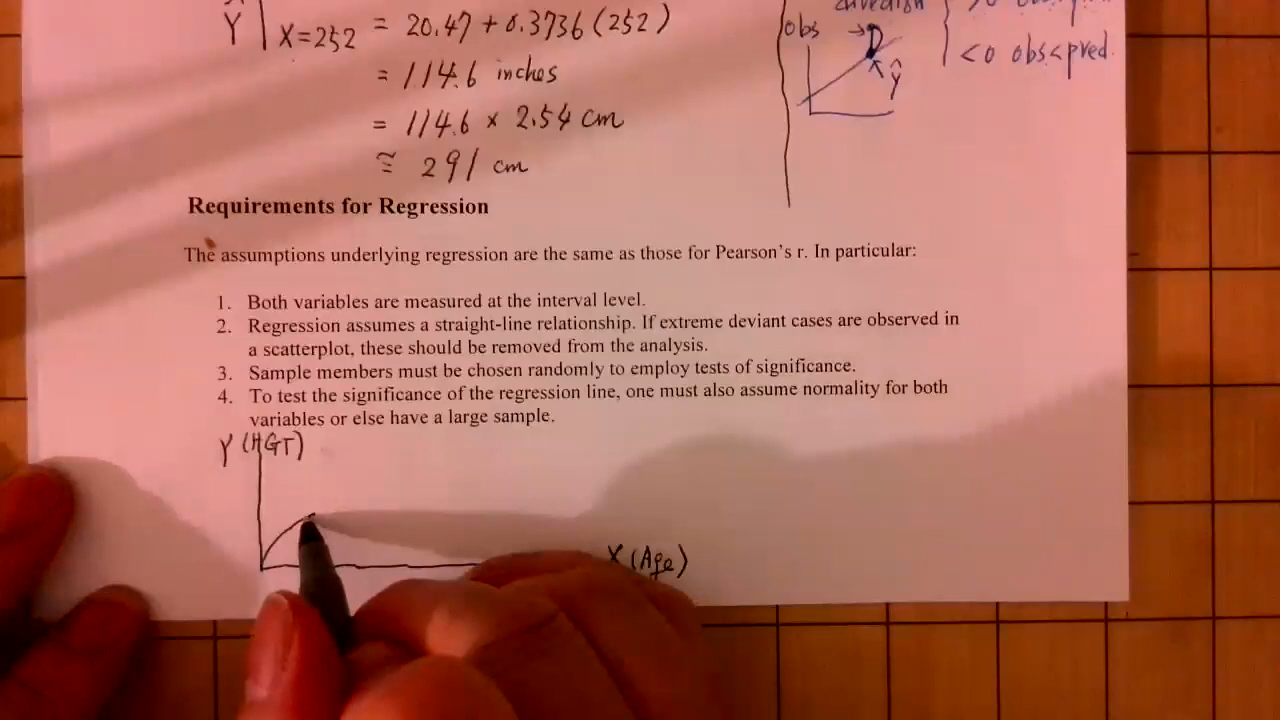 Ŷ | X=252 = 20.47 + 0.3736 (252)
= 114.6 inches
= 114.6 × 2.54 cm
≅ 291 cm
obs → D
Ŷ
<0 obs<pred.
Requirements for Regression
The assumptions underlying regression are the same as those for Pearson's r. In particular:
1. Both variables are measured at the interval level.
2. Regression assumes a straight-line relationship. If extreme deviant cases are observed in
a scatterplot, these should be removed from the analysis.
3. Sample members must be chosen randomly to employ tests of significance.
4. To test the significance of the regression line, one must also assume normality for both
variables or else have a large sample.
Y (HGT)
X (Age)